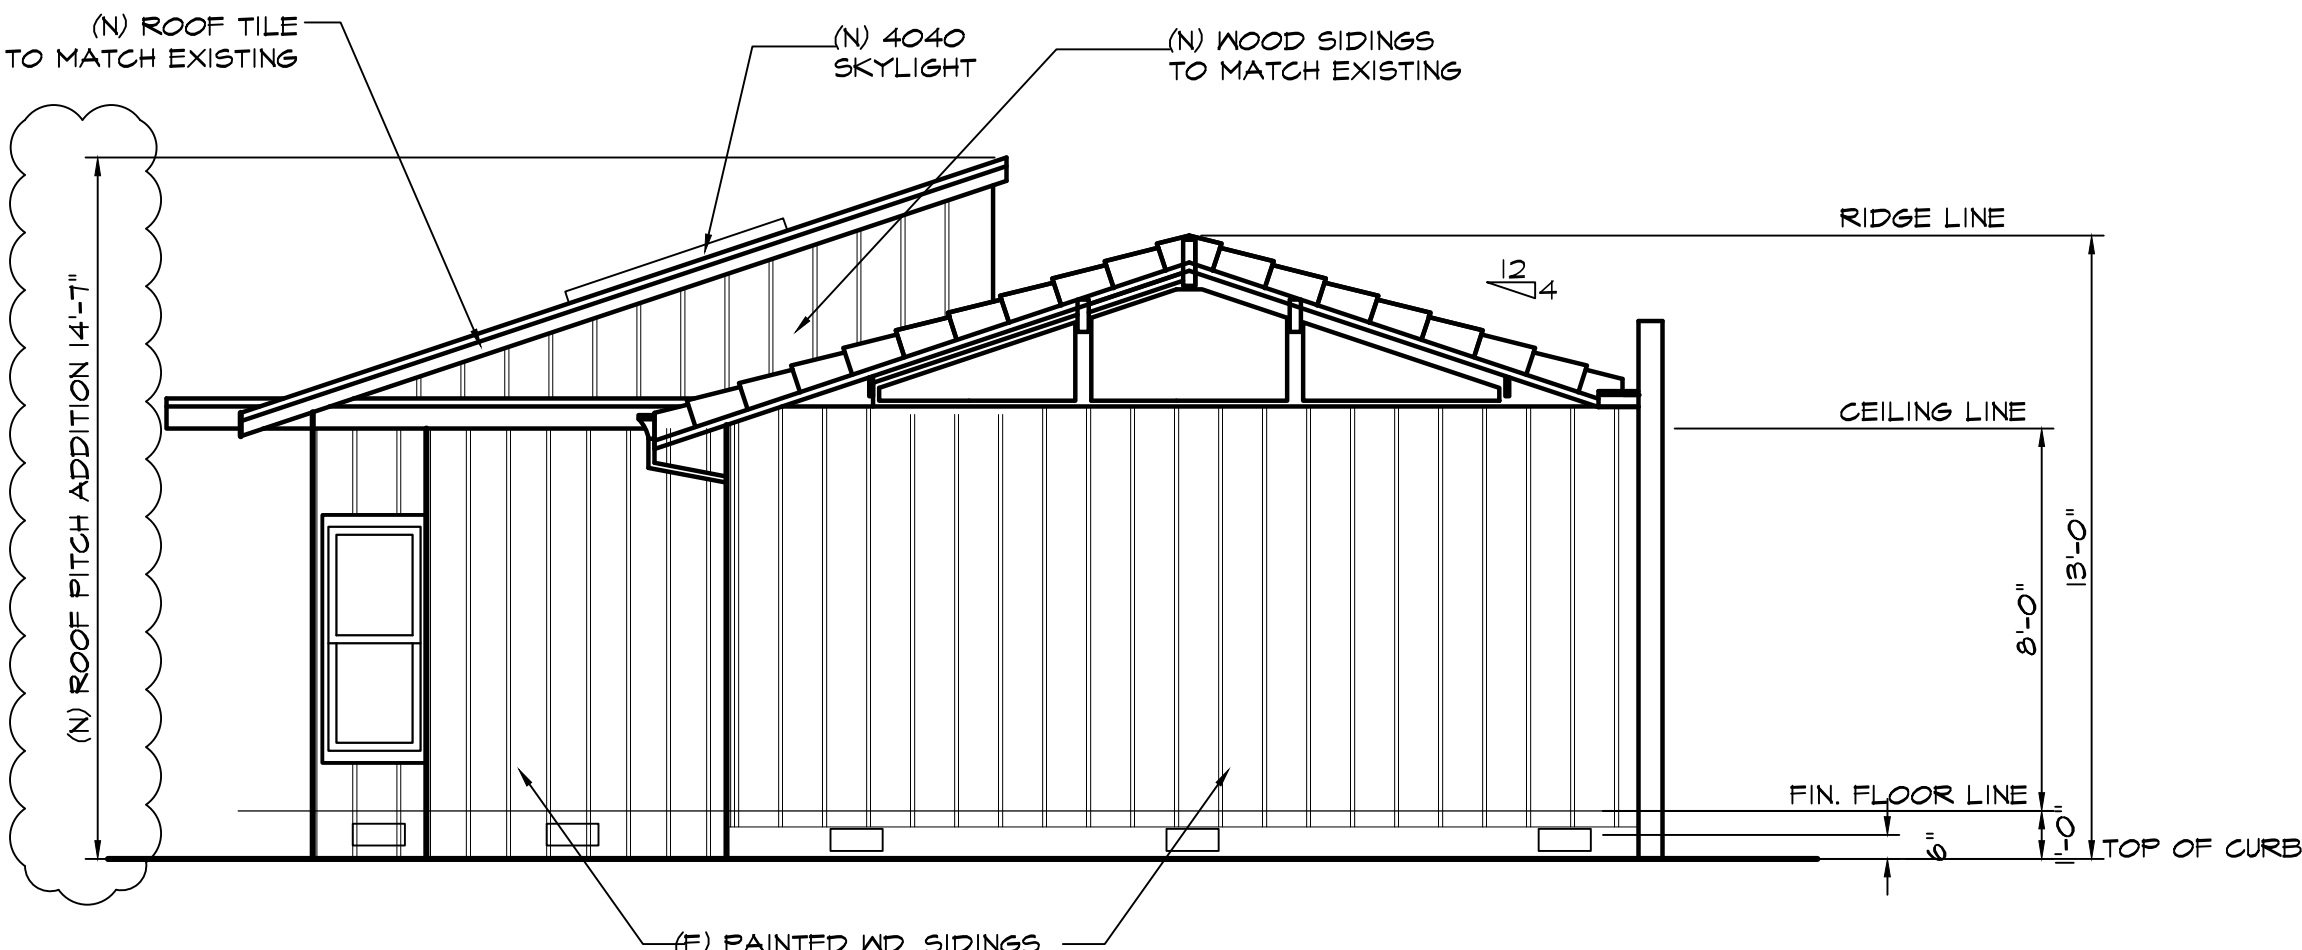 (N) ROOF TILE
TO MATCH EXISTING
(N) 4040
SKYLIGHT
(N) WOOD SIDINGS
TO MATCH EXISTING
(N) ROOF PITCH ADDITION 14'-7"
RIDGE LINE
12
4
CEILING LINE
13'-0"
8'-0"
FIN. FLOOR LINE
6"
1'-0"
TOP OF CURB
(E) PAINTED WD. SIDINGS